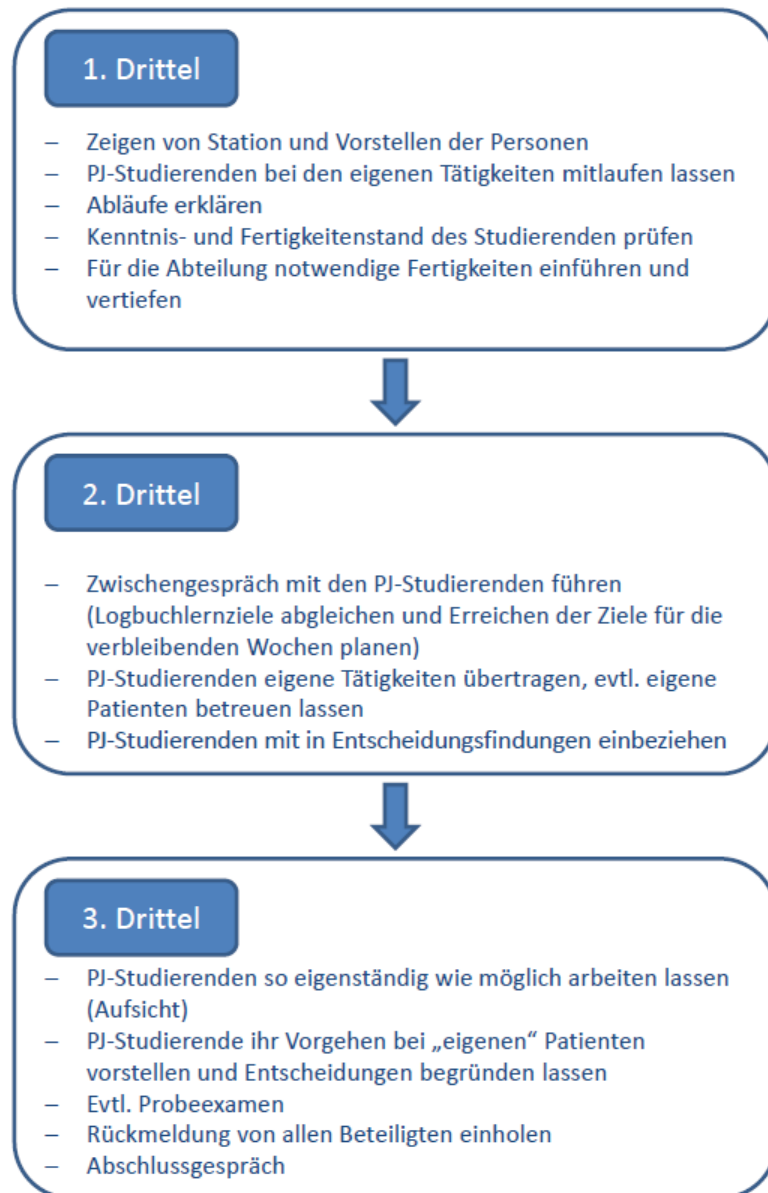 1. Drittel
– Zeigen von Station und Vorstellen der Personen
– PJ-Studierenden bei den eigenen Tätigkeiten mitlaufen lassen
– Abläufe erklären
– Kenntnis- und Fertigkeitenstand des Studierenden prüfen
– Für die Abteilung notwendige Fertigkeiten einführen und
vertiefen
2. Drittel
– Zwischengespräch mit den PJ-Studierenden führen
(Logbuchlernziele abgleichen und Erreichen der Ziele für die
verbleibenden Wochen planen)
– PJ-Studierenden eigene Tätigkeiten übertragen, evtl. eigene
Patienten betreuen lassen
– PJ-Studierenden mit in Entscheidungsfindungen einbeziehen
3. Drittel
– PJ-Studierenden so eigenständig wie möglich arbeiten lassen
(Aufsicht)
– PJ-Studierende ihr Vorgehen bei „eigenen“ Patienten
vorstellen und Entscheidungen begründen lassen
– Evtl. Probeexamen
– Rückmeldung von allen Beteiligten einholen
– Abschlussgespräch